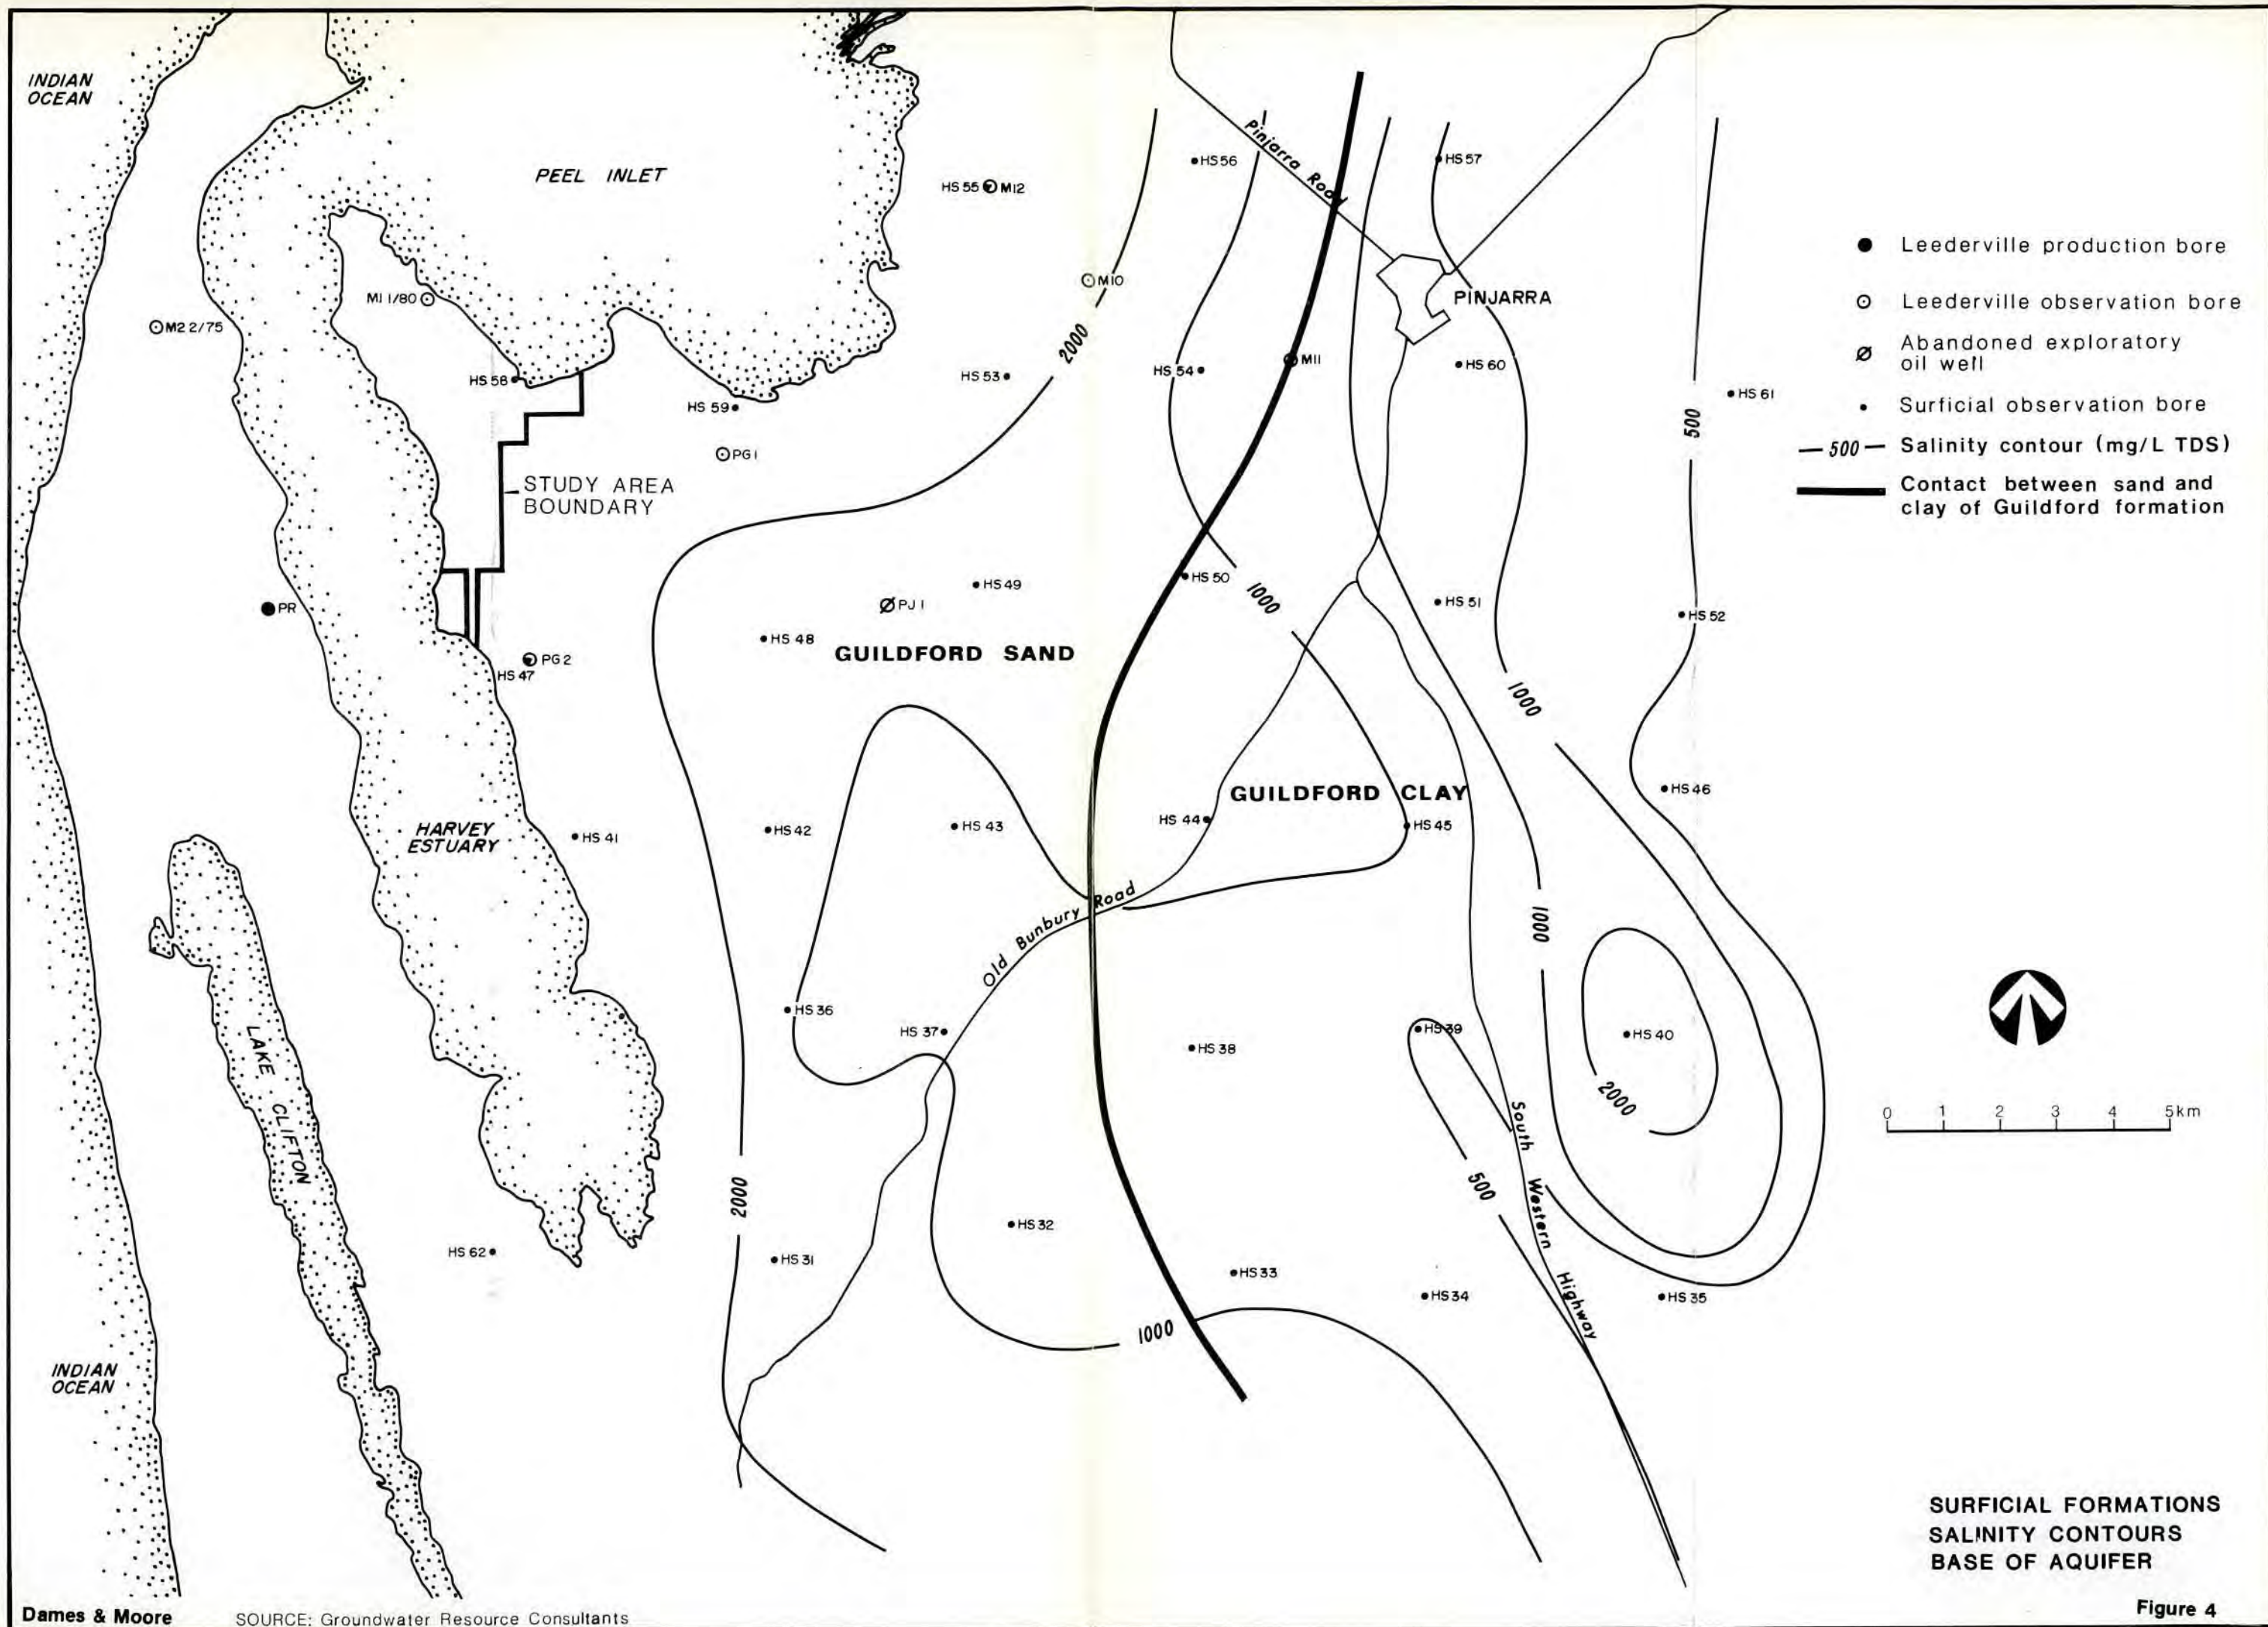 INDIAN
OCEAN
PEEL INLET
HS 55 M12
HS 56
Pinjarra Road
HS 57
M10
M1 1/80
M2 2/75
PINJARRA
2000
HS 58
HS 59
HS 53
HS 54
M11
HS 60
HS 61
500
PG1
STUDY AREA
BOUNDARY
PR
HS 49
PJ 1
HS 48
HS 50
1000
HS 51
HS 52
GUILDFORD SAND
PG2
HS 47
1000
HS 46
GUILDFORD CLAY
HARVEY
ESTUARY
HS 41
HS 42
HS 43
HS 44
HS 45
Old Bunbury Road
1000
HS 36
HS 37
HS 38
HS 39
HS 40
2000
LAKE CLIFTON
South Western Highway
2000
500
HS 62
HS 31
HS 32
HS 33
HS 34
HS 35
1000
INDIAN
OCEAN
Leederville production bore
Leederville observation bore
Abandoned exploratory
oil well
Surficial observation bore
— 500 — Salinity contour (mg/L TDS)
Contact between sand and
clay of Guildford formation
0 1 2 3 4 5km
SURFICIAL FORMATIONS
SALINITY CONTOURS
BASE OF AQUIFER
Dames & Moore
SOURCE: Groundwater Resource Consultants
Figure 4